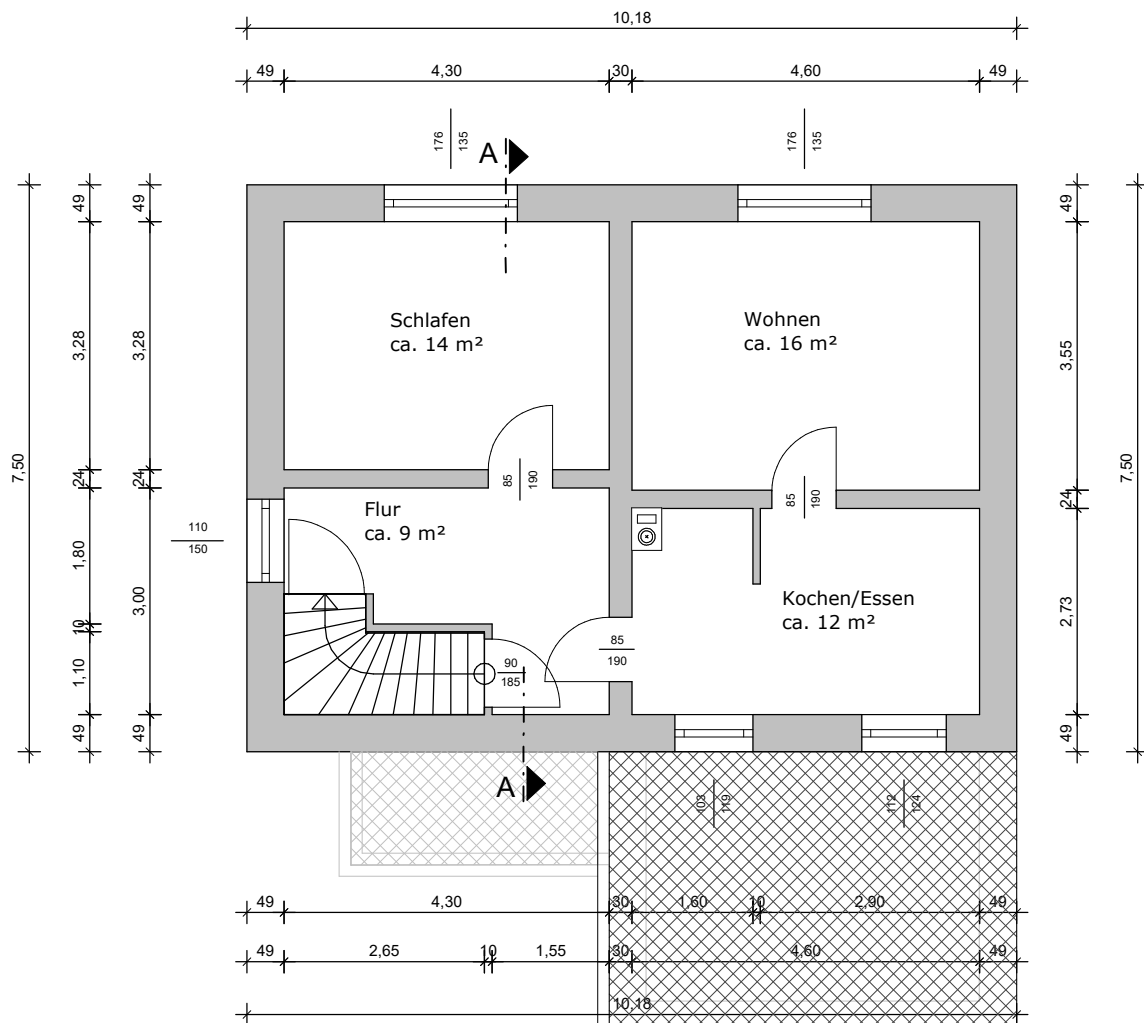 10,18
49 4,30 30 4,60 49
176 135
176 135
A
49 49 49
3,28 3,28
Schlafen
ca. 14 m²
Wohnen
ca. 16 m²
3,55
7,50
7,50
24 24
85 190
85 190
24
Flur
ca. 9 m²
110
150
1,80
3,00
Kochen/Essen
ca. 12 m²
2,73
10
85
190
90
185
1,10
49 49 49
A
103 119
112 124
49 4,30 30 1,60 10 2,90 49
49 2,65 10 1,55 30 4,60 49
10,18